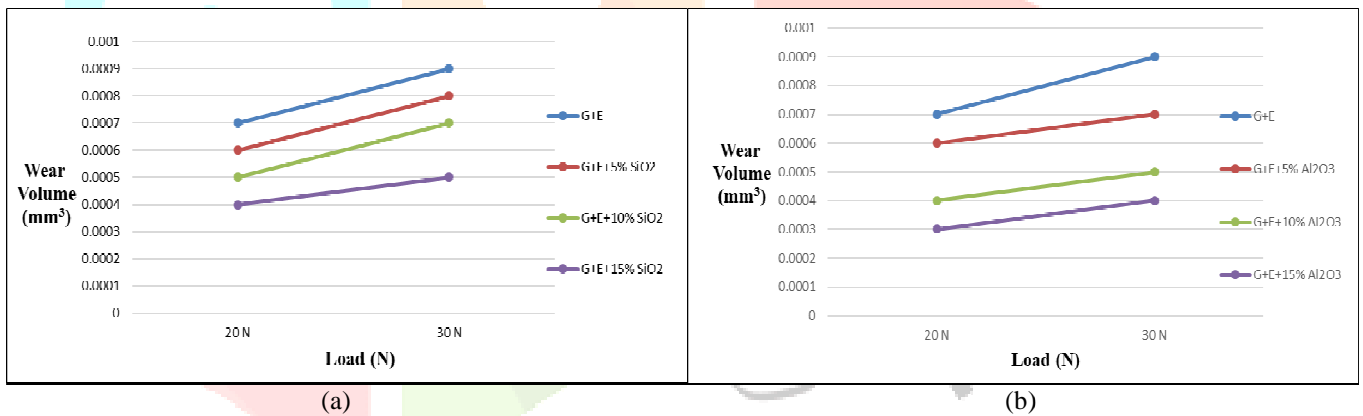 0.001
0.0009
0.0008
0.0007
0.0006
0.0005
0.0004
0.0003
0.0002
0.0001
0
Wear
Volume
(mm³)
20 N
30 N
Load (N)
G+E
G+E+5% SiO2
G+E+10% SiO2
G+E+15% SiO2
(a)
0.001
0.0009
0.0008
0.0007
0.0006
0.0005
0.0004
0.0003
0.0002
0.0001
0
Wear
Volume
(mm³)
20 N
30 N
Load (N)
G+E
G+E+5% Al2O3
G+E+10% Al2O3
G+E+15% Al2O3
(b)